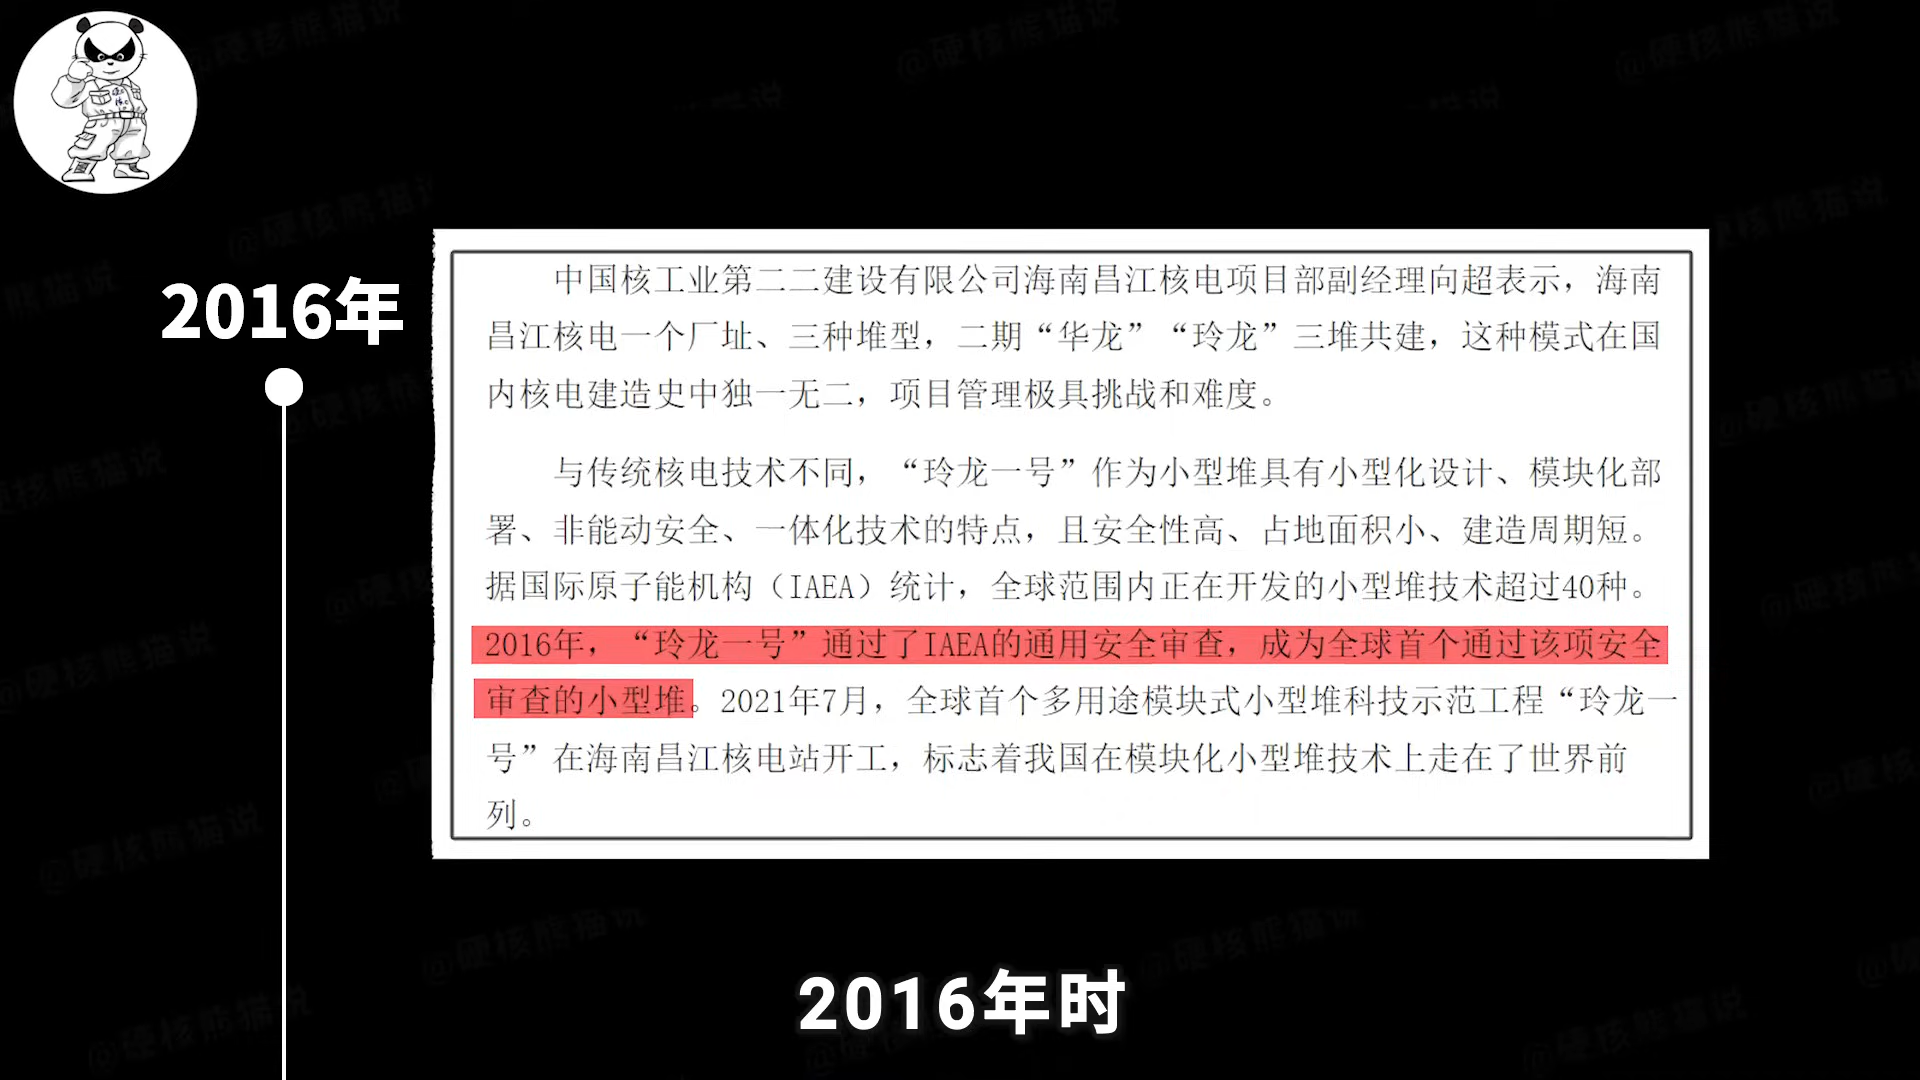 2016年
中国核工业第二二建设有限公司海南昌江核电项目部副经理向超表示，海南
昌江核电一个厂址、三种堆型，二期“华龙”“玲龙”三堆共建，这种模式在国
内核电建造史中独一无二，项目管理极具挑战和难度。
与传统核电技术不同，“玲龙一号”作为小型堆具有小型化设计、模块化部
署、非能动安全、一体化技术的特点，且安全性高、占地面积小、建造周期短。
据国际原子能机构（IAEA）统计，全球范围内正在开发的小型堆技术超过40种。
2016年，“玲龙一号”通过了IAEA的通用安全审查，成为全球首个通过该项安全
审查的小型堆。2021年7月，全球首个多用途模块式小型堆科技示范工程“玲龙一
号”在海南昌江核电站开工，标志着我国在模块化小型堆技术上走在了世界前
列。
2016年时
@硬核熊猫说